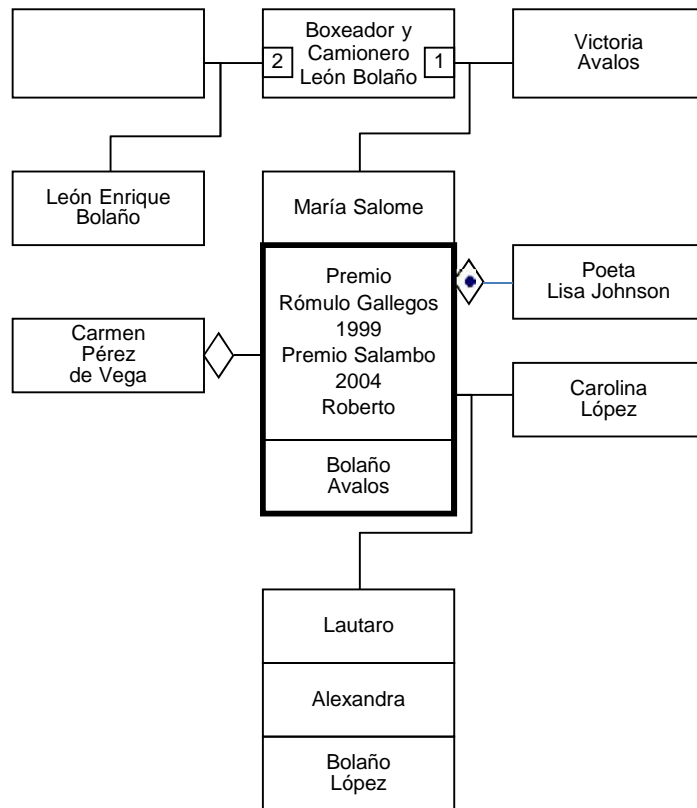 2
Boxeador y
Camionero
León Bolaño
1
Victoria
Avalos
León Enrique
Bolaño
María Salome
Premio
Rómulo Gallegos
1999
Premio Salambo
2004
Roberto
Bolaño
Avalos
Poeta
Lisa Johnson
Carmen
Pérez
de Vega
Carolina
López
Lautaro
Alexandra
Bolaño
López